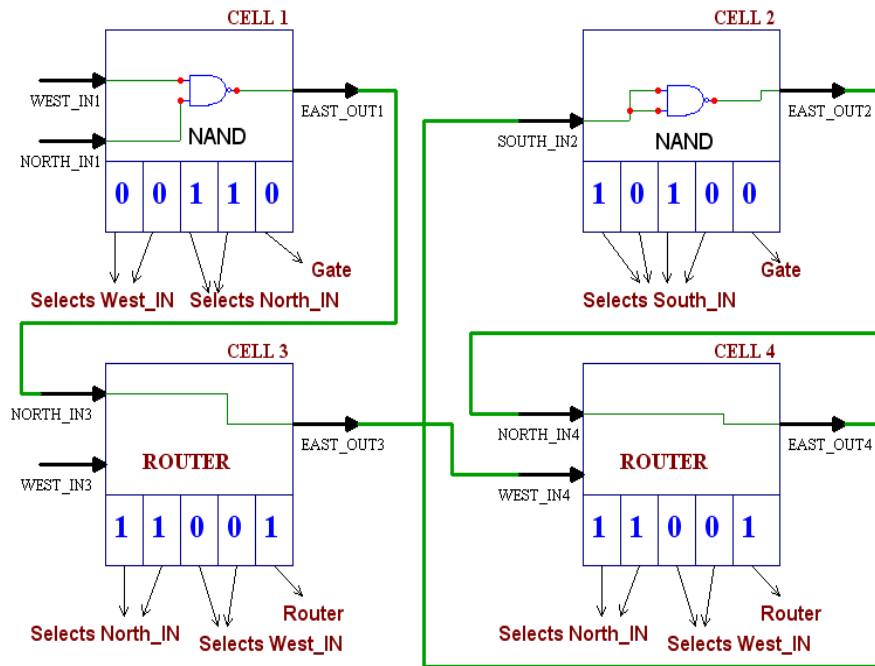 CELL 1
WEST_IN1
NORTH_IN1
EAST_OUT1
NAND
0 0 1 1 0
Gate
Selects West_IN
Selects North_IN
CELL 2
SOUTH_IN2
EAST_OUT2
NAND
1 0 1 0 0
Gate
Selects South_IN
CELL 3
NORTH_IN3
EAST_OUT3
WEST_IN3
ROUTER
1 1 0 0 1
Router
Selects North_IN
Selects West_IN
CELL 4
NORTH_IN4
EAST_OUT4
WEST_IN4
ROUTER
1 1 0 0 1
Router
Selects North_IN
Selects West_IN